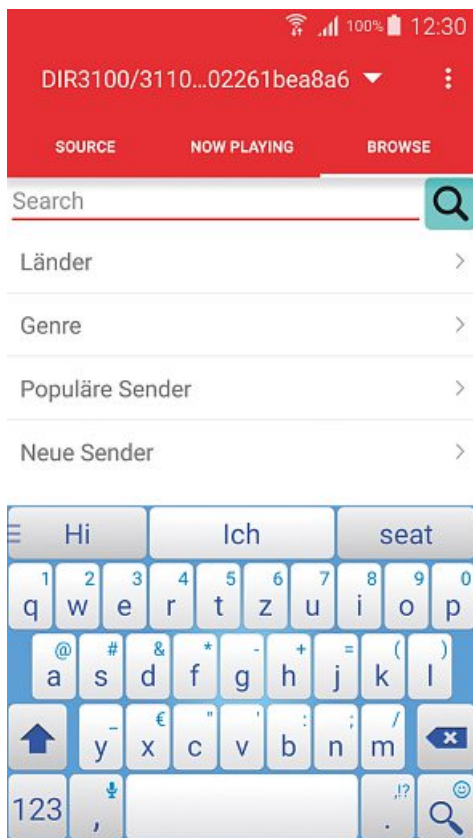 100% 12:30
DIR3100/3110...02261bea8a6
SOURCE NOW PLAYING BROWSE
Search
Länder
Genre
Populäre Sender
Neue Sender
Hi Ich seat
1 2 3 4 5 6 7 8 9 0
q w e r t z u i o p
@ # & * - + = ( )
a s d f g h j k l
_ € " ' : ; /
y x c v b n m
,!?
123 , .